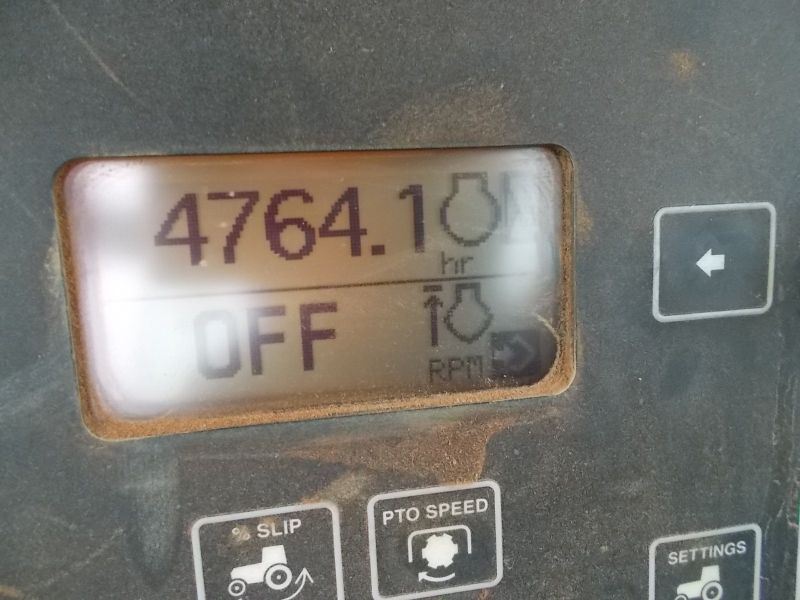 4764.1
hr
OFF
RPM
% SLIP
PTO SPEED
SETTINGS